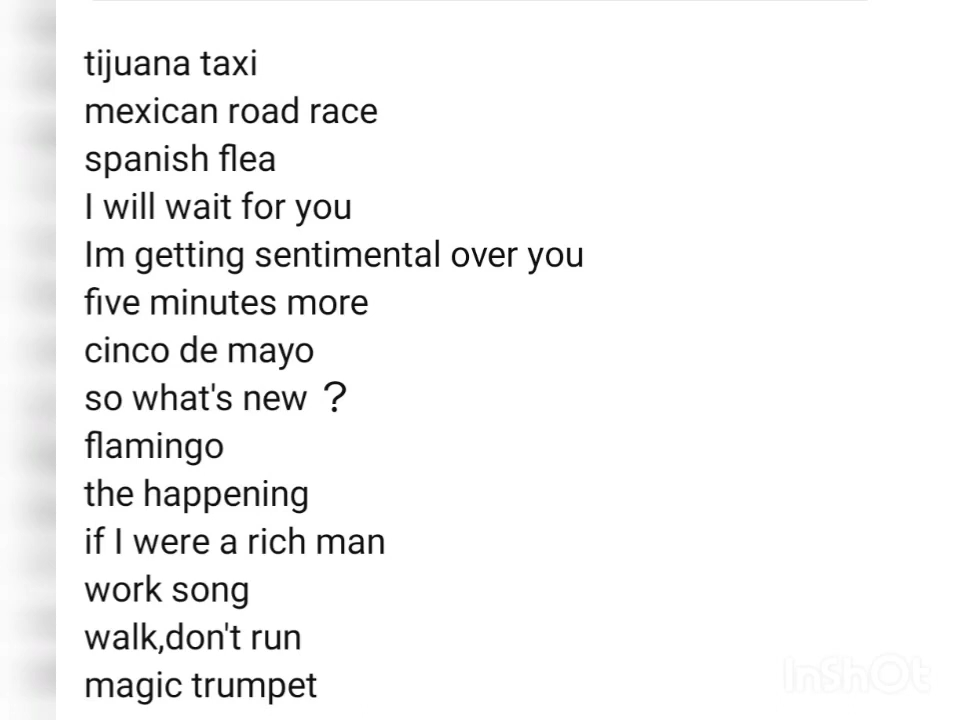 tijuana taxi
mexican road race
spanish flea
I will wait for you
Im getting sentimental over you
five minutes more
cinco de mayo
so what's new ？
flamingo
the happening
if I were a rich man
work song
walk,don't run
magic trumpet
InShOt